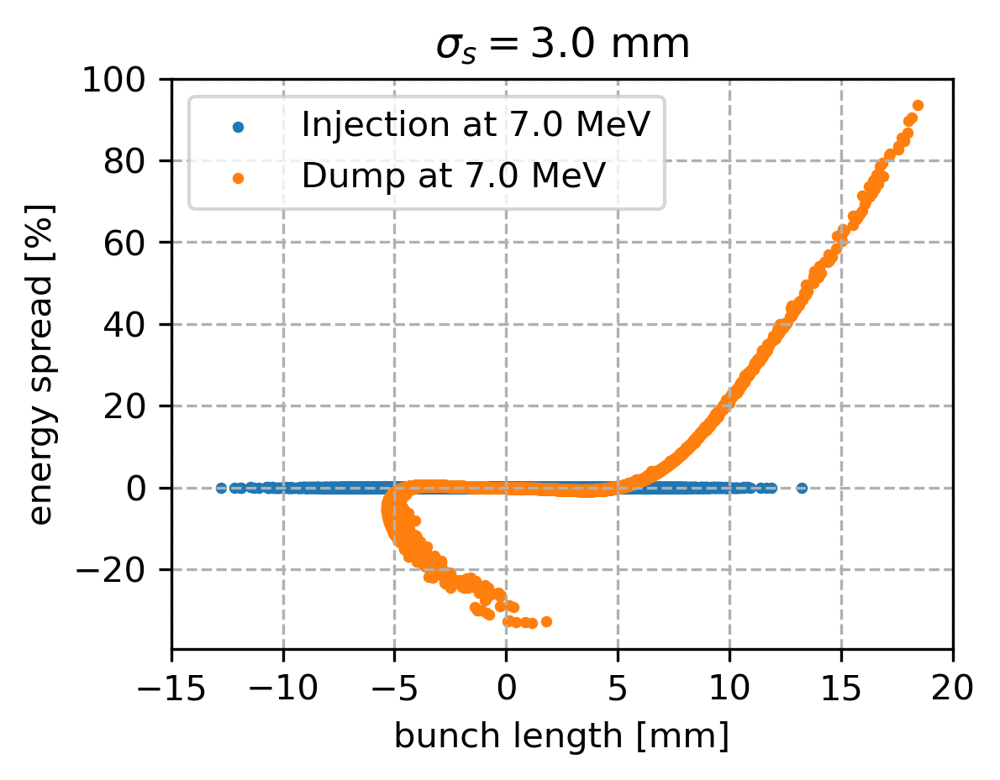 σs = 3.0 mm
100
80
60
40
20
0
−20
energy spread [%]
Injection at 7.0 MeV
Dump at 7.0 MeV
−15 −10 −5 0 5 10 15 20
bunch length [mm]